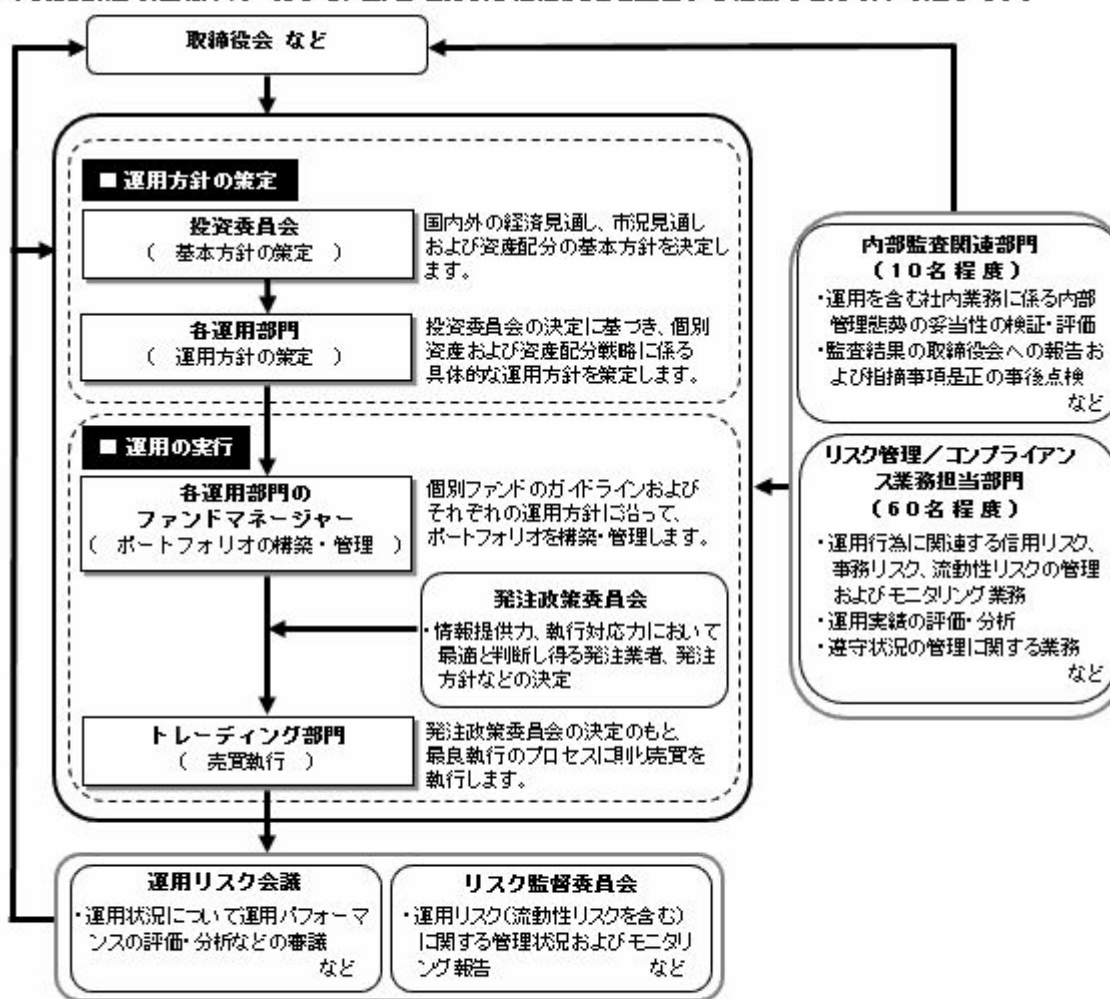 取締役会 など
■ 運用方針の策定
投資委員会
( 基本方針の策定 )
国内外の経済見通し、市況見通し
および資産配分の基本方針を決定し
ます。
各運用部門
( 運用方針の策定 )
投資委員会の決定に基づき、個別
資産および資産配分戦略に係る
具体的な運用方針を策定します。
■ 運用の実行
各運用部門の
ファンドマネージャー
( ポートフォリオの構築・管理 )
個別ファンドのガイドラインおよび
それぞれの運用方針に沿って、
ポートフォリオを構築・管理します。
発注政策委員会
・情報提供力、執行対応力において
最適と判断し得る発注業者、発注
方針などの決定
トレーディング部門
( 売買執行 )
発注政策委員会の決定のもと、
最良執行のプロセスに則り売買を
執行します。
内部監査関連部門
(10名程度)
・運用を含む社内業務に係る内部
管理態勢の妥当性の検証・評価
・監査結果の取締役会への報告お
よび指摘事項是正の事後点検
など
リスク管理/コンプライアン
ス業務担当部門
(60名程度)
・運用行為に関連する信用リスク、
事務リスク、流動性リスクの管理
およびモニタリング業務
・運用実績の評価・分析
・遵守状況の管理に関する業務
など
運用リスク会議
・運用状況について運用パフォーマ
ンスの評価・分析などの審議
など
リスク監督委員会
・運用リスク(流動性リスクを含む)
に関する管理状況およびモニタリ
ング報告 など